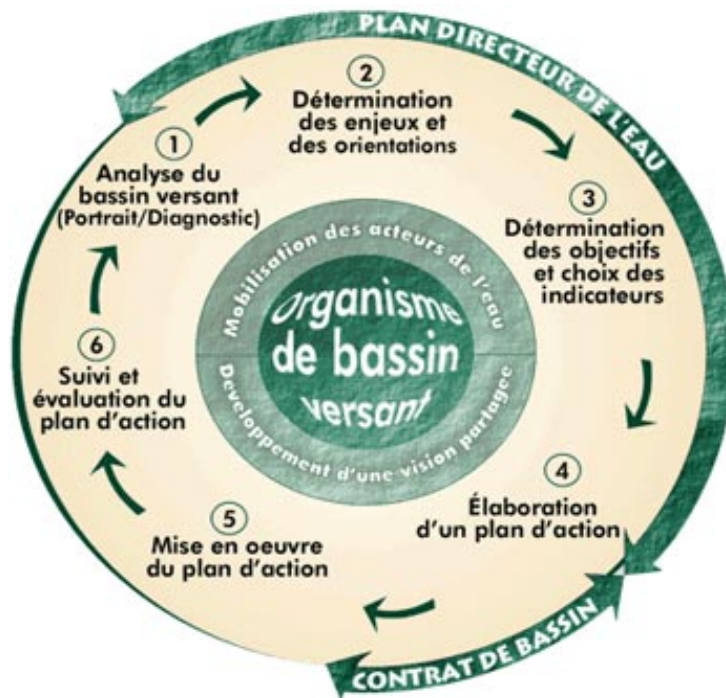 PLAN DIRECTEUR DE L'EAU
1
Analyse du
bassin versant
(Portrait/Diagnostic)
2
Détermination
des enjeux et
des orientations
3
Détermination
des objectifs
et choix des
indicateurs
4
Élaboration
d'un plan d'action
5
Mise en oeuvre
du plan d'action
6
Suivi et
évaluation du
plan d'action
Mobilisation des acteurs de l'eau
Organisme
de bassin
versant
Développement d'une vision partagée
CONTRAT DE BASSIN